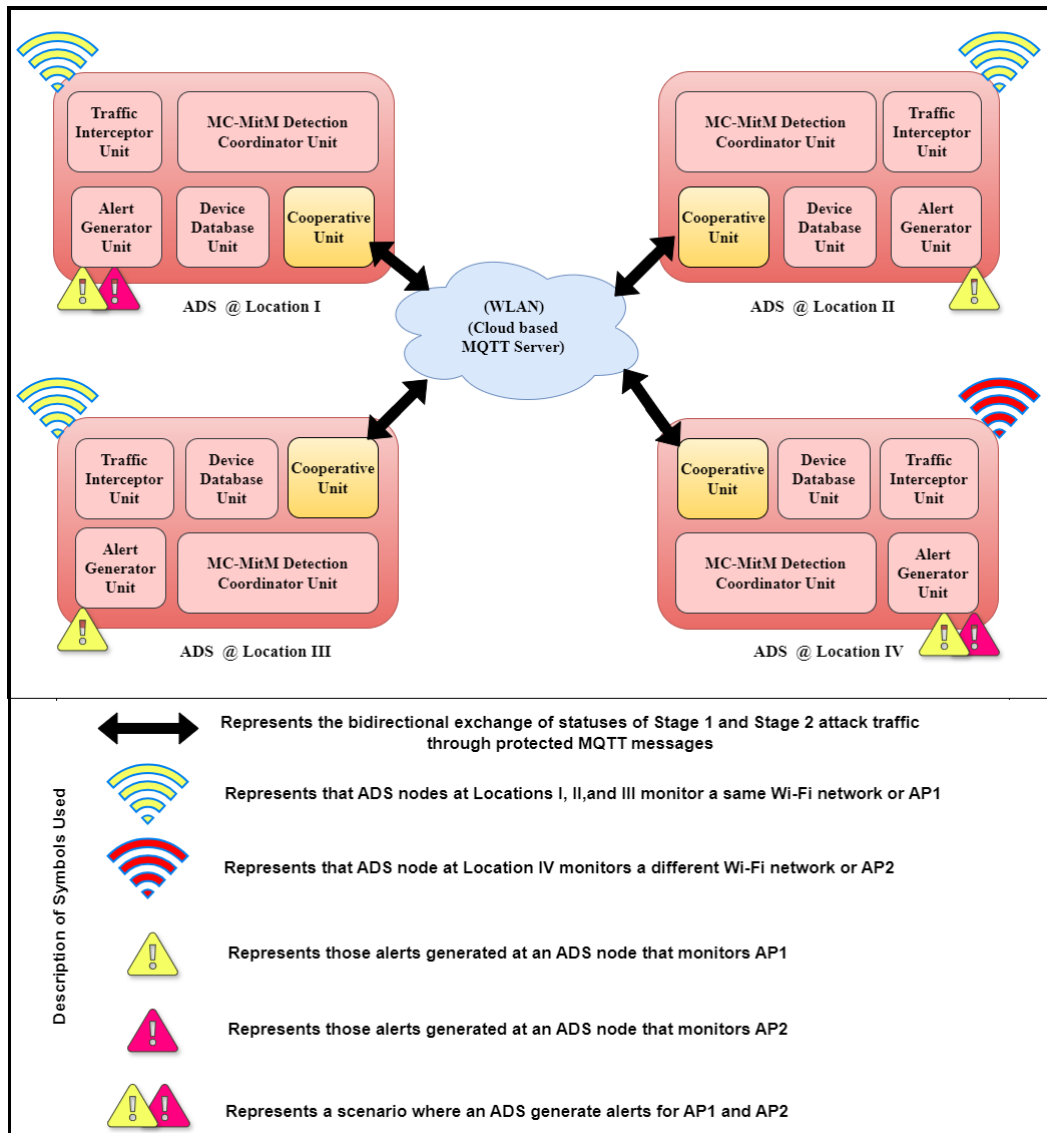 Traffic
Interceptor
Unit
MC-MitM Detection
Coordinator Unit
Alert
Generator
Unit
Device
Database
Unit
Cooperative
Unit
ADS @ Location I
MC-MitM Detection
Coordinator Unit
Traffic
Interceptor
Unit
Cooperative
Unit
Device
Database
Unit
Alert
Generator
Unit
ADS @ Location II
(WLAN)
(Cloud based
MQTT Server)
Traffic
Interceptor
Unit
Device
Database
Unit
Cooperative
Unit
Alert
Generator
Unit
MC-MitM Detection
Coordinator Unit
ADS @ Location III
Cooperative
Unit
Device
Database
Unit
Traffic
Interceptor
Unit
MC-MitM Detection
Coordinator Unit
Alert
Generator
Unit
ADS @ Location IV
Description of Symbols Used
Represents the bidirectional exchange of statuses of Stage 1 and Stage 2 attack traffic
through protected MQTT messages
Represents that ADS nodes at Locations I, II,and III monitor a same Wi-Fi network or AP1
Represents that ADS node at Location IV monitors a different Wi-Fi network or AP2
Represents those alerts generated at an ADS node that monitors AP1
Represents those alerts generated at an ADS node that monitors AP2
Represents a scenario where an ADS generate alerts for AP1 and AP2